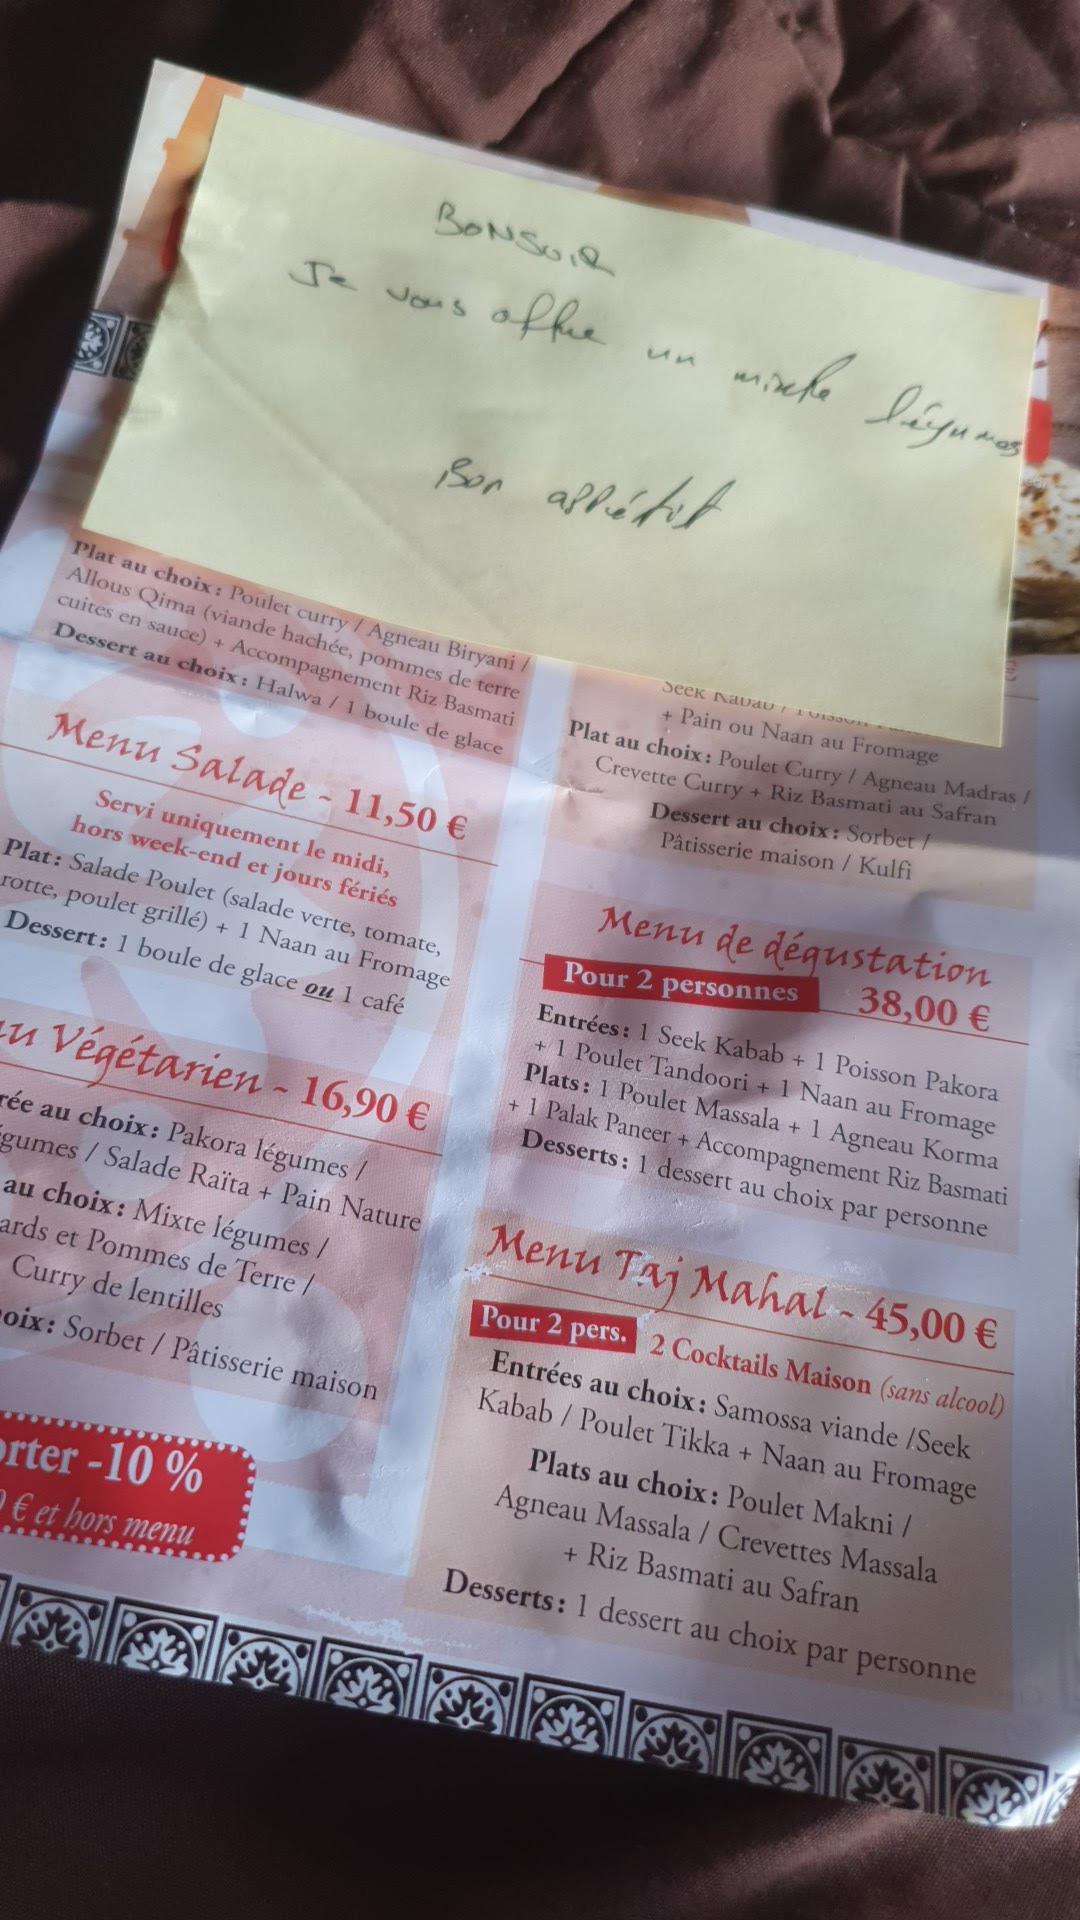 BONSOIR
Je vous offre un mixte légumes
Bon appétit
Plat au choix : Poulet curry / Agneau Biryani /
Allous Qima (viande hachée, pommes de terre
cuites en sauce) + Accompagnement Riz Basmati
Dessert au choix : Halwa / 1 boule de glace
Menu Salade ~ 11,50 €
Servi uniquement le midi,
hors week-end et jours fériés
Plat : Salade Poulet (salade verte, tomate,
rotte, poulet grillé) + 1 Naan au Fromage
Dessert : 1 boule de glace ou 1 café
nu Végétarien ~ 16,90 €
rée au choix : Pakora légumes /
égumes / Salade Raïta + Pain Nature
au choix : Mixte légumes /
ards et Pommes de Terre /
Curry de lentilles
oix : Sorbet / Pâtisserie maison
orter -10 %
€ et hors menu
€
Seek Kabab /
+ Pain ou Naan au Fromage
Plat au choix : Poulet Curry / Agneau Madras /
Crevette Curry + Riz Basmati au Safran
Dessert au choix : Sorbet /
Pâtisserie maison / Kulfi
Menu de dégustation
Pour 2 personnes 38,00 €
Entrées : 1 Seek Kabab + 1 Poisson Pakora
+ 1 Poulet Tandoori + 1 Naan au Fromage
Plats : 1 Poulet Massala + 1 Agneau Korma
+ 1 Palak Paneer + Accompagnement Riz Basmati
Desserts : 1 dessert au choix par personne
Menu Taj Mahal ~ 45,00 €
Pour 2 pers. 2 Cocktails Maison (sans alcool)
Entrées au choix : Samossa viande /Seek
Kabab / Poulet Tikka + Naan au Fromage
Plats au choix : Poulet Makni /
Agneau Massala / Crevettes Massala
+ Riz Basmati au Safran
Desserts : 1 dessert au choix par personne